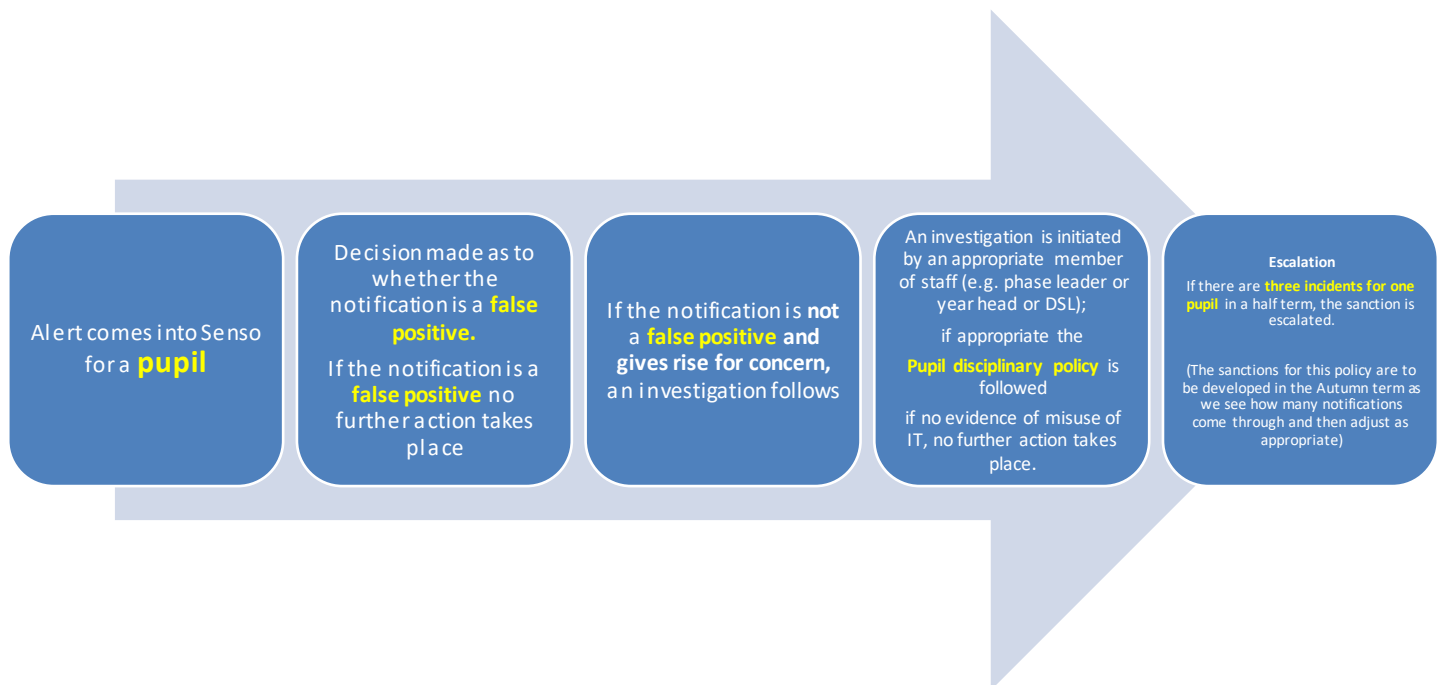 Alert comes into Senso
for a pupil
Decision made as to
whether the
notification is a false
positive.
If the notification is a
false positive no
further action takes
place
If the notification is not
a false positive and
gives rise for concern,
an investigation follows
An investigation is initiated
by an appropriate member
of staff (e.g. phase leader or
year head or DSL);
if appropriate the
Pupil disciplinary policy is
followed
if no evidence of misuse of
IT, no further action takes
place.
Escalation
If there are three incidents for one
pupil in a half term, the sanction is
escalated.
(The sanctions for this policy are to
be developed in the Autumn term as
we see how many notifications
come through and then adjust as
appropriate)